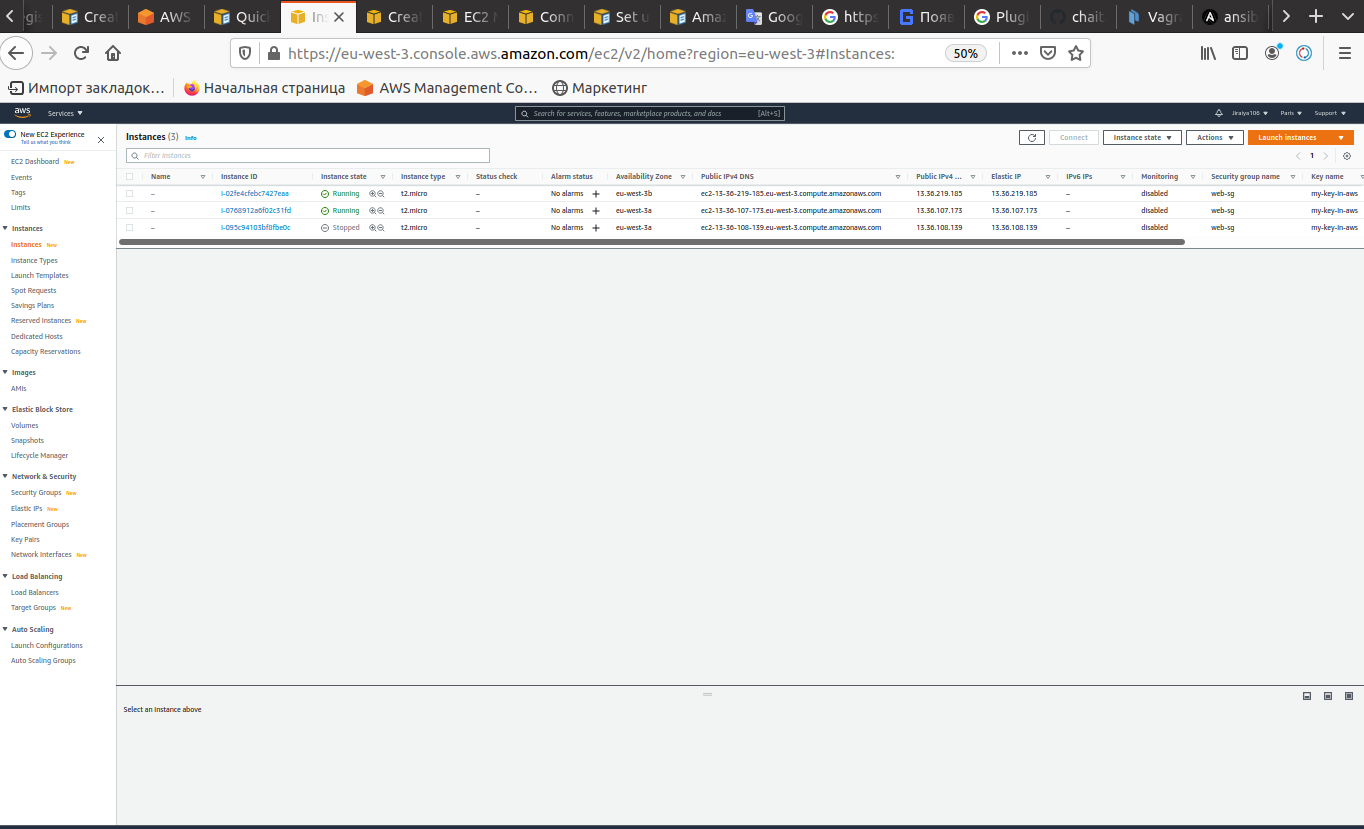 gis
Crea
AWS
Quic
Ins
Crea
EC2 M
Conn
Set u
Amaz
Goog
https
Появ
Plugi
chait
Vagr
ansib
https://eu-west-3.console.aws.amazon.com/ec2/v2/home?region=eu-west-3#Instances:
50%
Импорт закладок…
Начальная страница
AWS Management Co…
Маркетинг
aws
Services
Search for services, features, marketplace products, and docs
[Alt+S]
Jiraiya106
Paris
Support
New EC2 Experience
Tell us what you think
EC2 Dashboard New
Events
Tags
Limits
Instances
Instances New
Instance Types
Launch Templates
Spot Requests
Savings Plans
Reserved Instances New
Dedicated Hosts
Capacity Reservations
Images
AMIs
Elastic Block Store
Volumes
Snapshots
Lifecycle Manager
Network & Security
Security Groups New
Elastic IPs New
Placement Groups
Key Pairs
Network Interfaces New
Load Balancing
Load Balancers
Target Groups New
Auto Scaling
Launch Configurations
Auto Scaling Groups
Instances (3) Info
Connect
Instance state
Actions
Launch instances
Filter instances
1
Name Instance ID Instance state Instance type Status check Alarm status Availability Zone Public IPv4 DNS Public IPv4 ... Elastic IP IPv6 IPs Monitoring Security group name Key name
– i-02fe4cfebc7427eaa Running t2.micro – No alarms + eu-west-3b ec2-13-36-219-185.eu-west-3.compute.amazonaws.com 13.36.219.185 13.36.219.185 – disabled web-sg my-key-in-aws
– i-0768912a6f02c31fd Running t2.micro – No alarms + eu-west-3a ec2-13-36-107-173.eu-west-3.compute.amazonaws.com 13.36.107.173 13.36.107.173 – disabled web-sg my-key-in-aws
– i-095c94103bf8fbe0c Stopped t2.micro – No alarms + eu-west-3a ec2-13-36-108-139.eu-west-3.compute.amazonaws.com 13.36.108.139 13.36.108.139 – disabled web-sg my-key-in-aws
Select an instance above